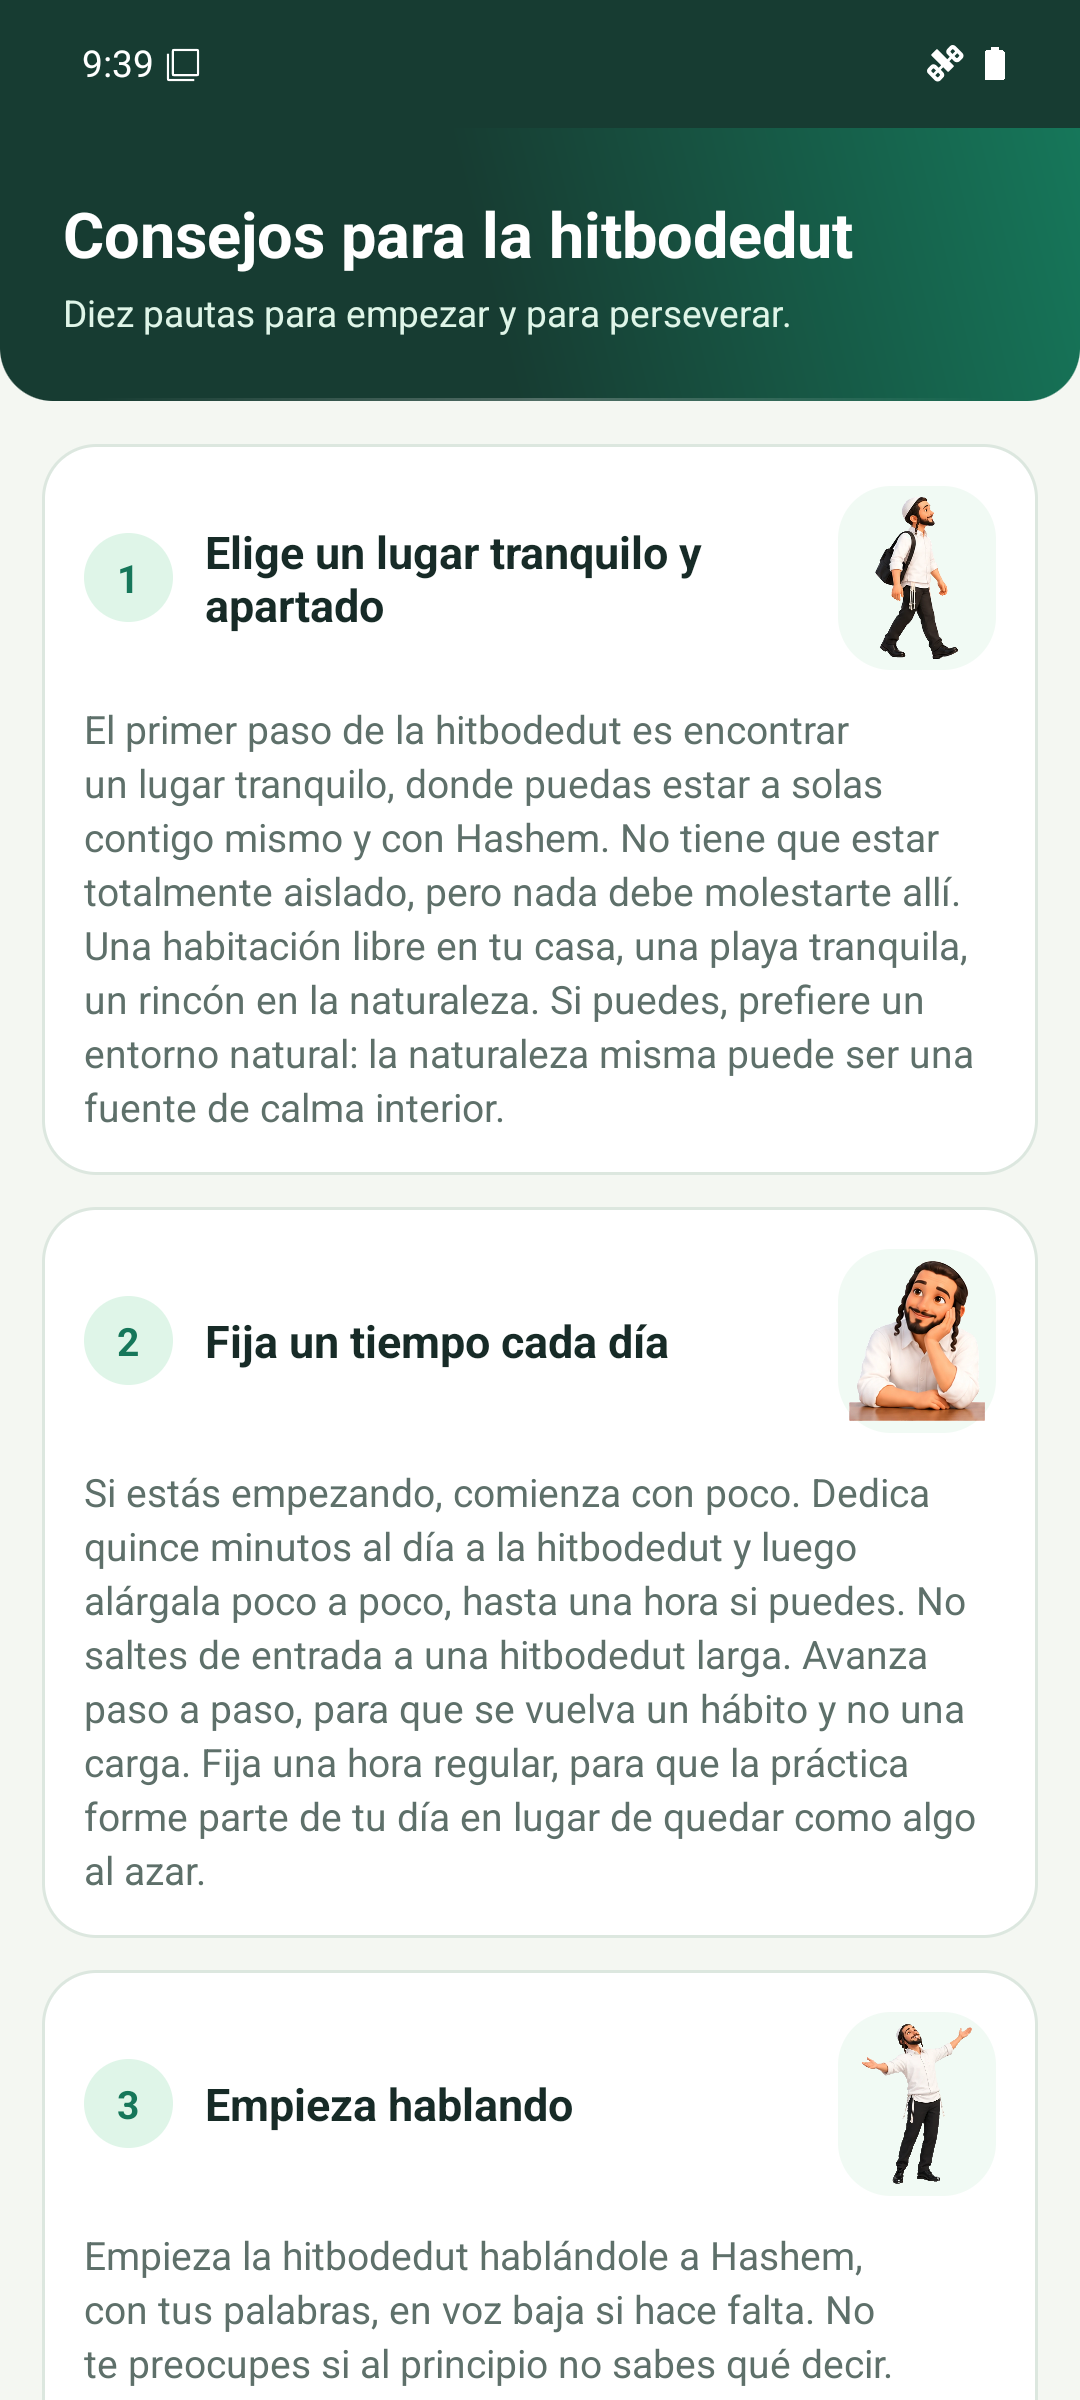 9:39
Consejos para la hitbodedut
Diez pautas para empezar y para perseverar.
1
Elige un lugar tranquilo y
apartado
El primer paso de la hitbodedut es encontrar
un lugar tranquilo, donde puedas estar a solas
contigo mismo y con Hashem. No tiene que estar
totalmente aislado, pero nada debe molestarte allí.
Una habitación libre en tu casa, una playa tranquila,
un rincón en la naturaleza. Si puedes, prefiere un
entorno natural: la naturaleza misma puede ser una
fuente de calma interior.
2
Fija un tiempo cada día
Si estás empezando, comienza con poco. Dedica
quince minutos al día a la hitbodedut y luego
alárgala poco a poco, hasta una hora si puedes. No
saltes de entrada a una hitbodedut larga. Avanza
paso a paso, para que se vuelva un hábito y no una
carga. Fija una hora regular, para que la práctica
forme parte de tu día en lugar de quedar como algo
al azar.
3
Empieza hablando
Empieza la hitbodedut hablándole a Hashem,
con tus palabras, en voz baja si hace falta. No
te preocupes si al principio no sabes qué decir.